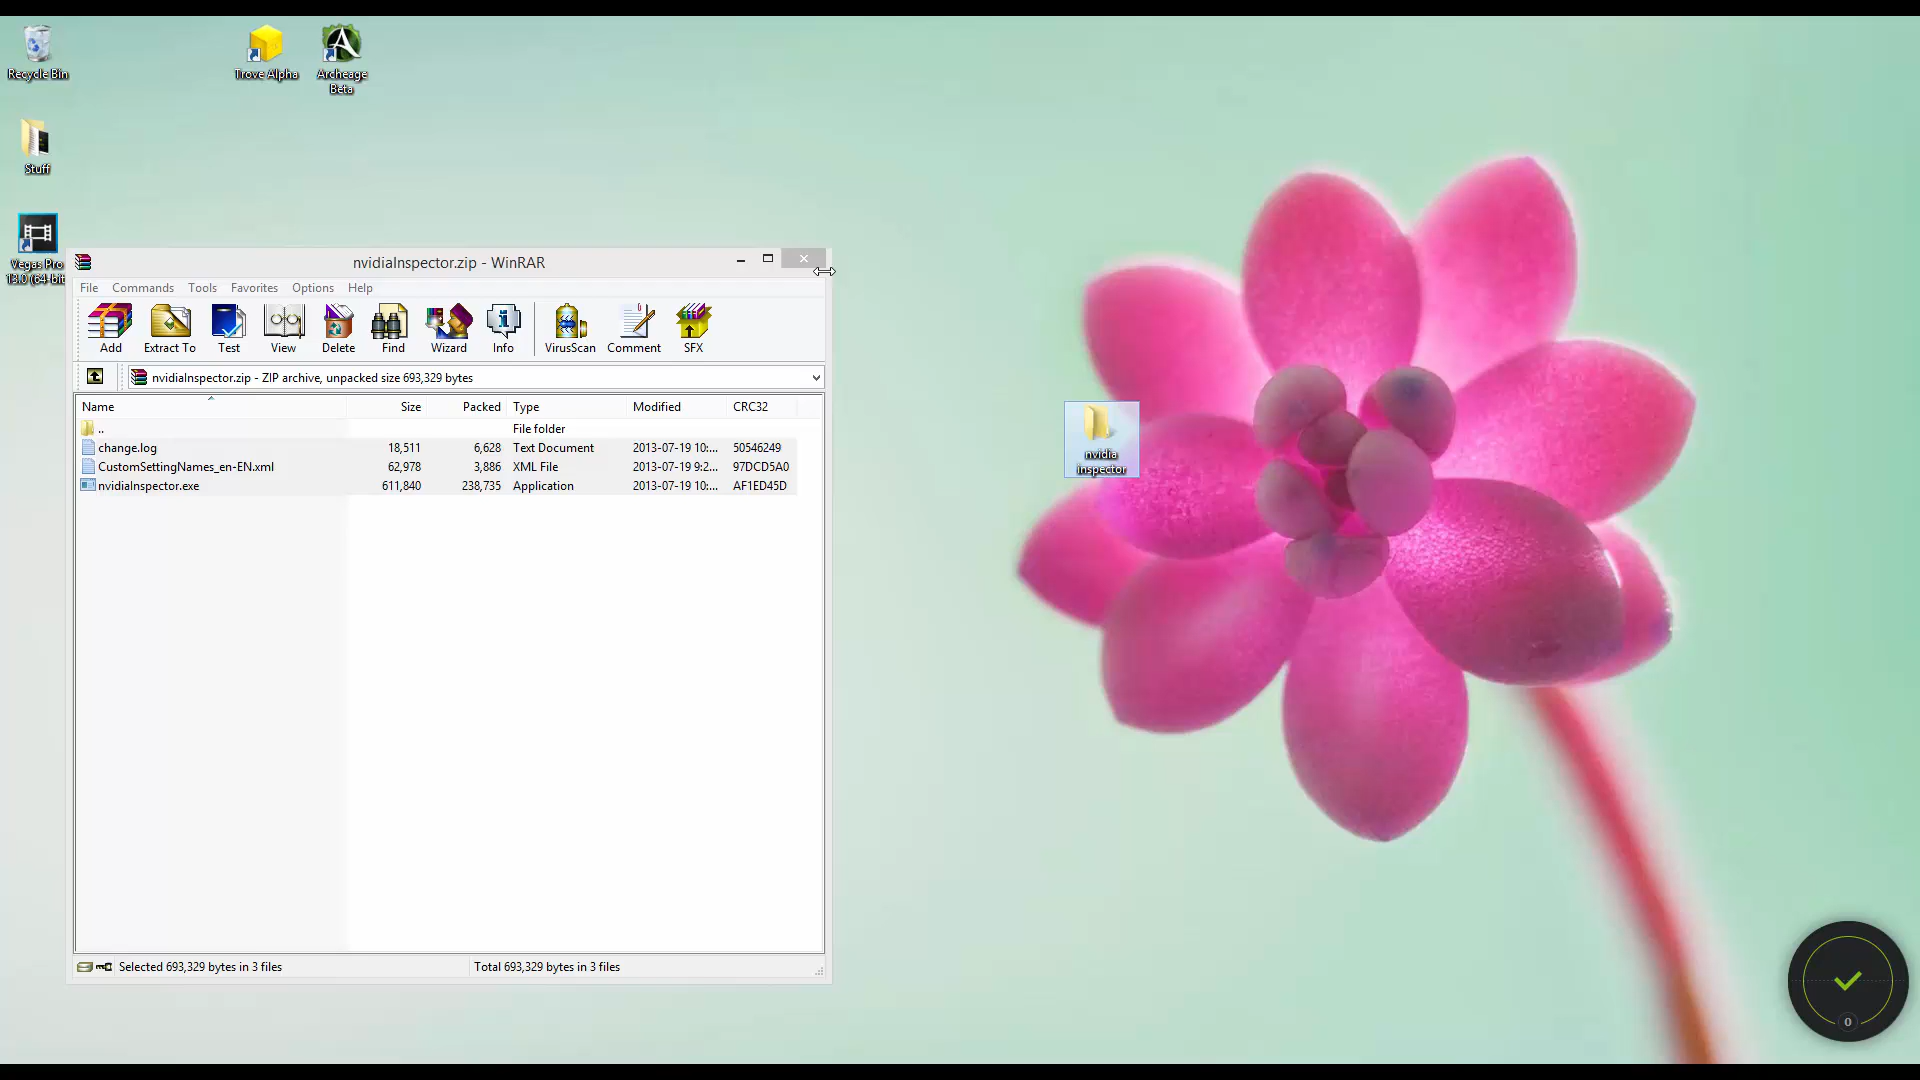 Recycle Bin
Trove Alpha
Archeage
Beta
Stuff
Vegas Pro
13.0 (64-bit
nvidiaInspector.zip - WinRAR
File Commands Tools Favorites Options Help
Add Extract To Test View Delete Find Wizard Info VirusScan Comment SFX
nvidiaInspector.zip - ZIP archive, unpacked size 693,329 bytes
Name Size Packed Type Modified CRC32
.. File folder
change.log 18,511 6,628 Text Document 2013-07-19 10:... 50546249
CustomSettingNames_en-EN.xml 62,978 3,886 XML File 2013-07-19 9:2... 97DCD5A0
nvidiaInspector.exe 611,840 238,735 Application 2013-07-19 10:... AF1ED45D
nvidia
inspector
Selected 693,329 bytes in 3 files
Total 693,329 bytes in 3 files
0